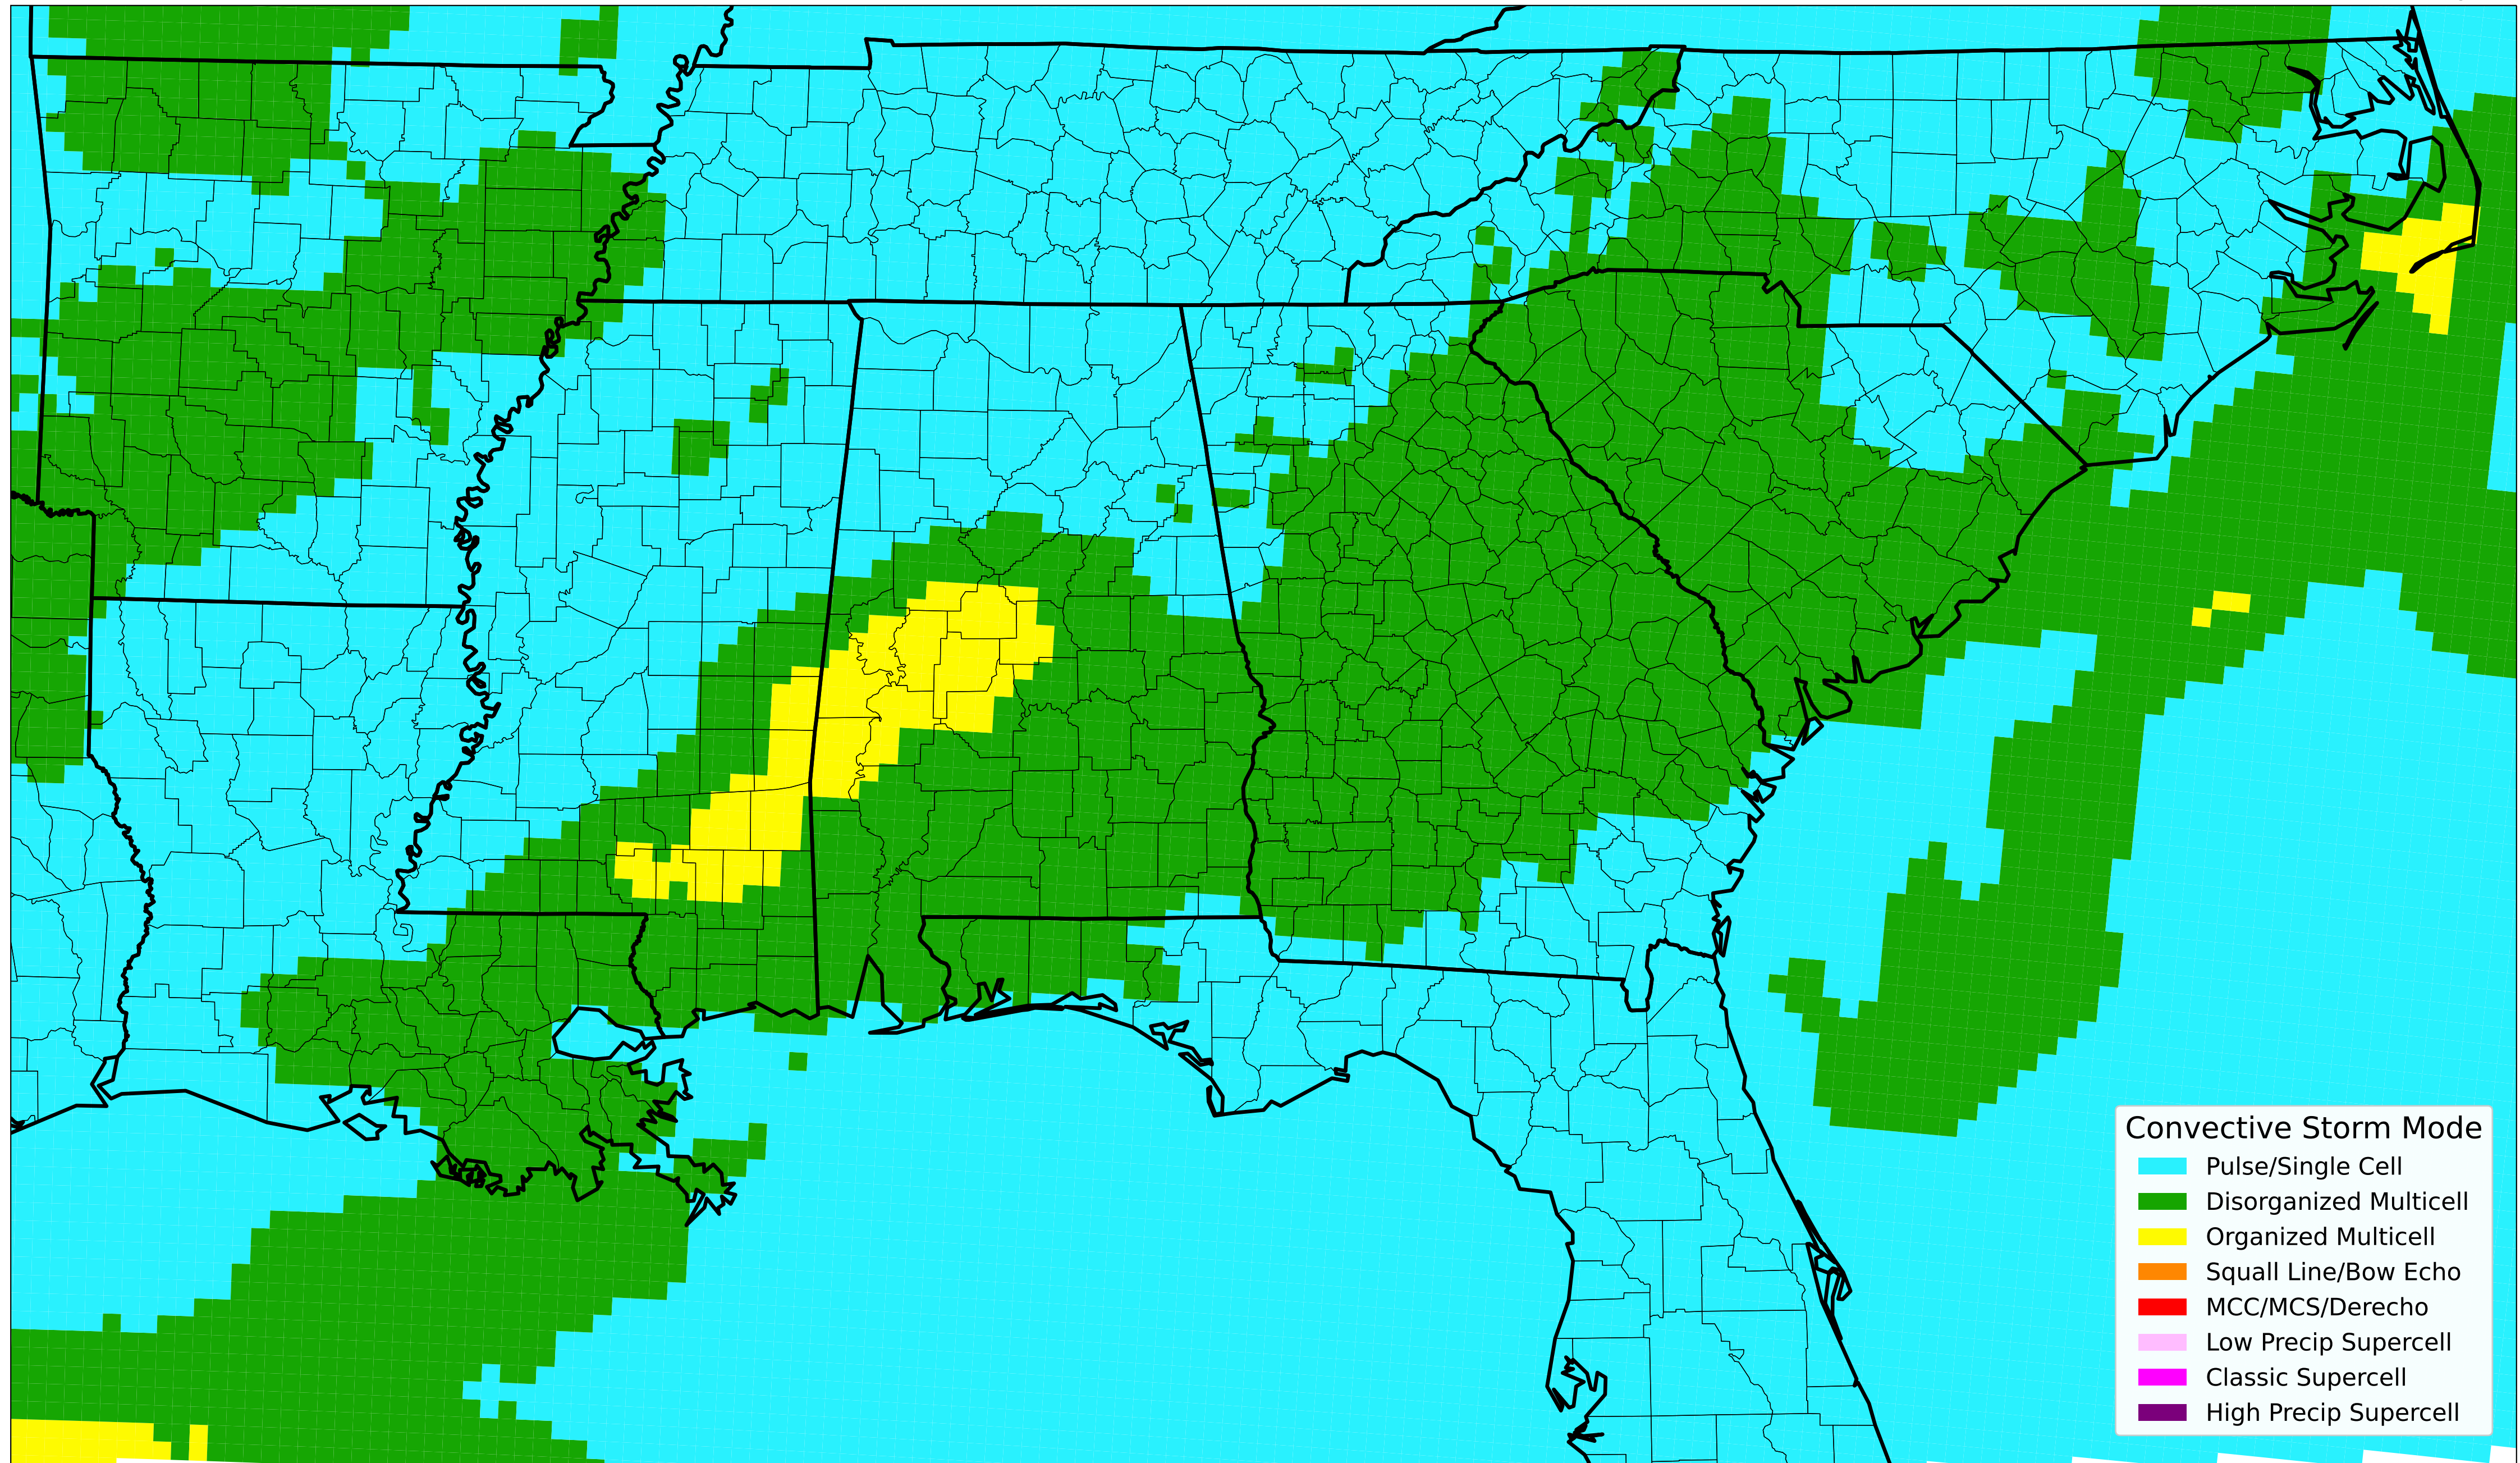 Convective Storm Mode
Pulse/Single Cell
Disorganized Multicell
Organized Multicell
Squall Line/Bow Echo
MCC/MCS/Derecho
Low Precip Supercell
Classic Supercell
High Precip Supercell